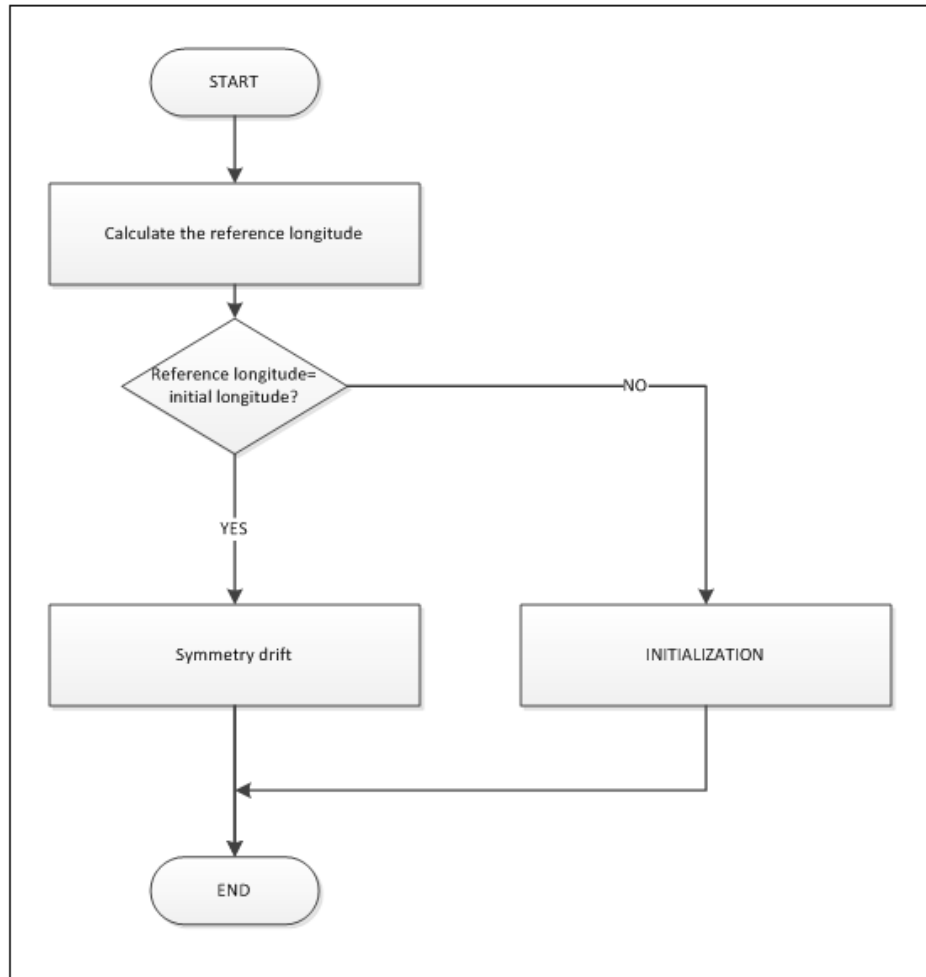 START
Calculate the reference longitude
Reference longitude=
initial longitude?
NO
YES
Symmetry drift
INITIALIZATION
END